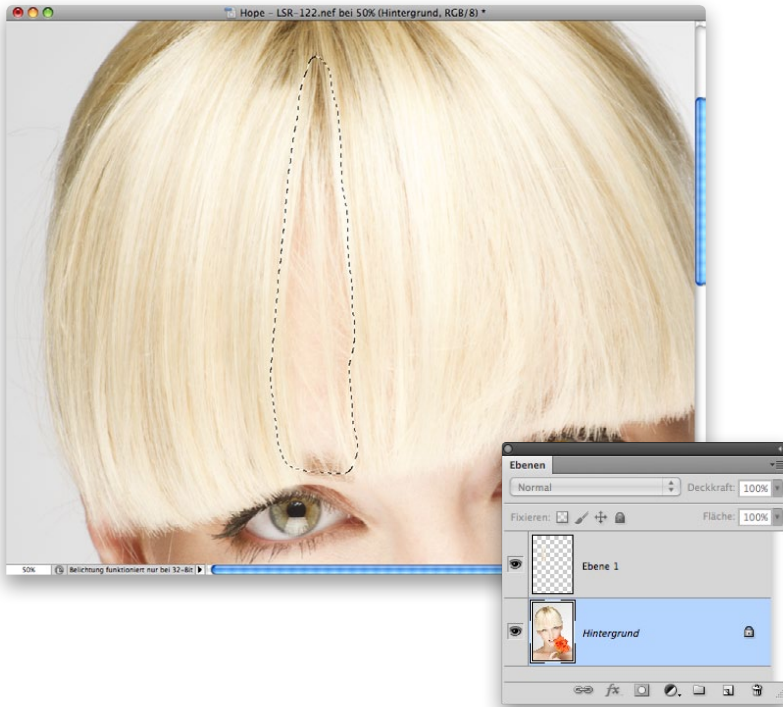 Hope - LSR-122.nef bei 50% (Hintergrund, RGB/8) *
50%
Belichtung funktioniert nur bei 32-Bit
Ebenen
Normal
Deckkraft: 100%
Fixieren:
Fläche: 100%
Ebene 1
Hintergrund
fx